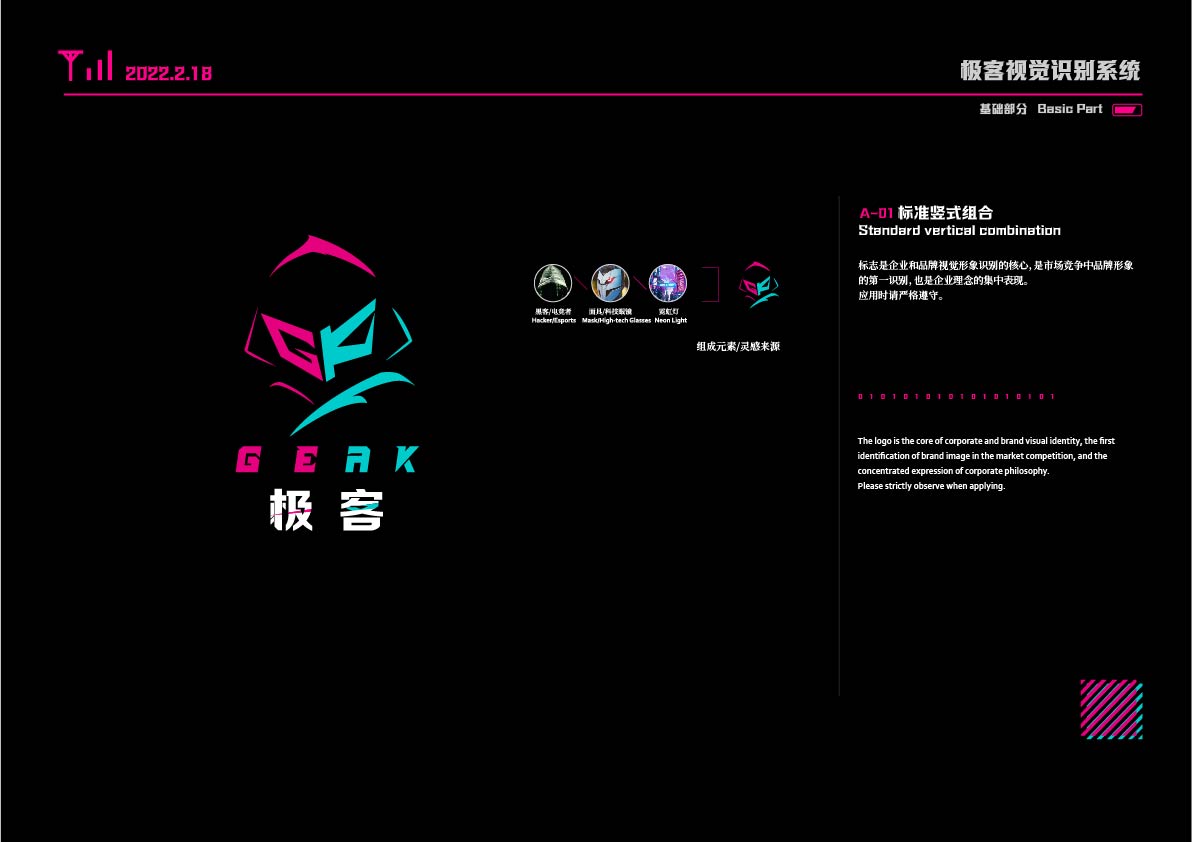 2022.2.18
极客视觉识别系统
基础部分 Basic Part
GEAK
极客
黑客/电竞者
Hacker/Esports
面具/科技眼镜
Mask/High-tech Glasses
霓虹灯
Neon Light
组成元素/灵感来源
A-01 标准竖式组合
Standard vertical combination
标志是企业和品牌视觉形象识别的核心, 是市场竞争中品牌形象
的第一识别, 也是企业理念的集中表现。
应用时请严格遵守。
0 1 0 1 0 1 0 1 0 1 0 1 0 1 0 1 0 1
The logo is the core of corporate and brand visual identity, the first
identification of brand image in the market competition, and the
concentrated expression of corporate philosophy.
Please strictly observe when applying.